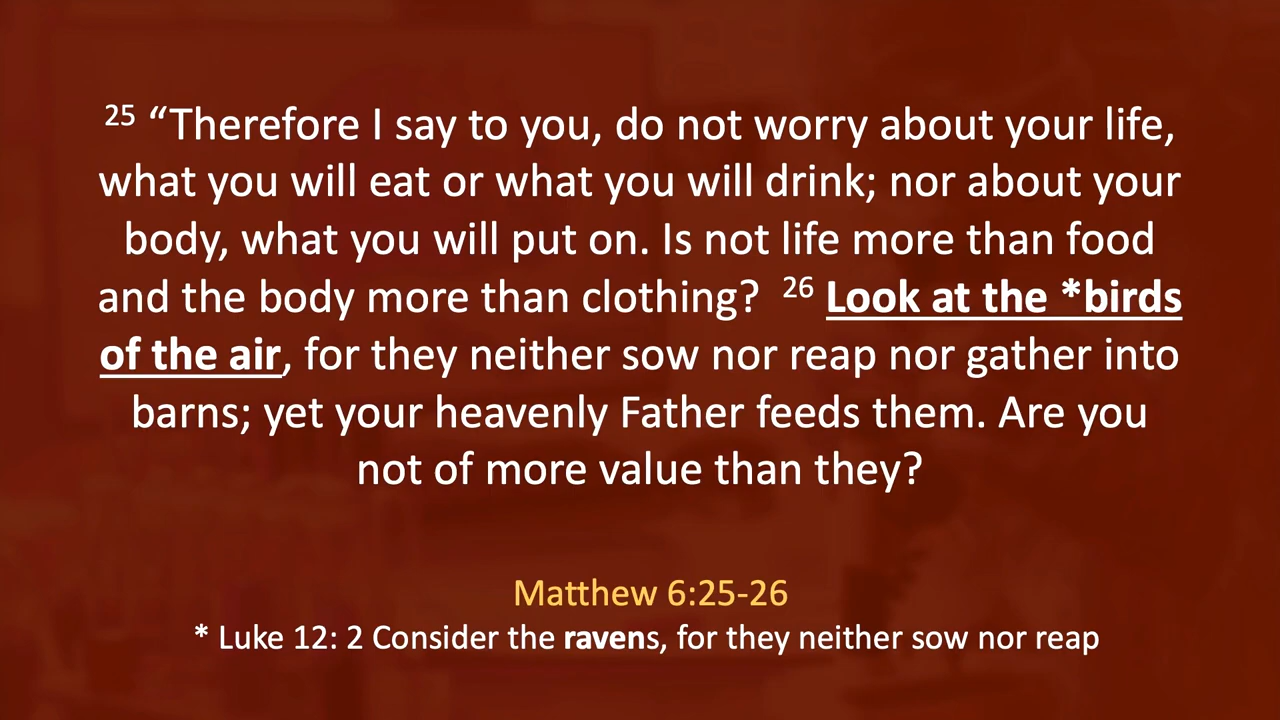 25 “Therefore I say to you, do not worry about your life,
what you will eat or what you will drink; nor about your
body, what you will put on. Is not life more than food
and the body more than clothing? 26 Look at the *birds
of the air, for they neither sow nor reap nor gather into
barns; yet your heavenly Father feeds them. Are you
not of more value than they?
Matthew 6:25-26
* Luke 12: 2 Consider the ravens, for they neither sow nor reap